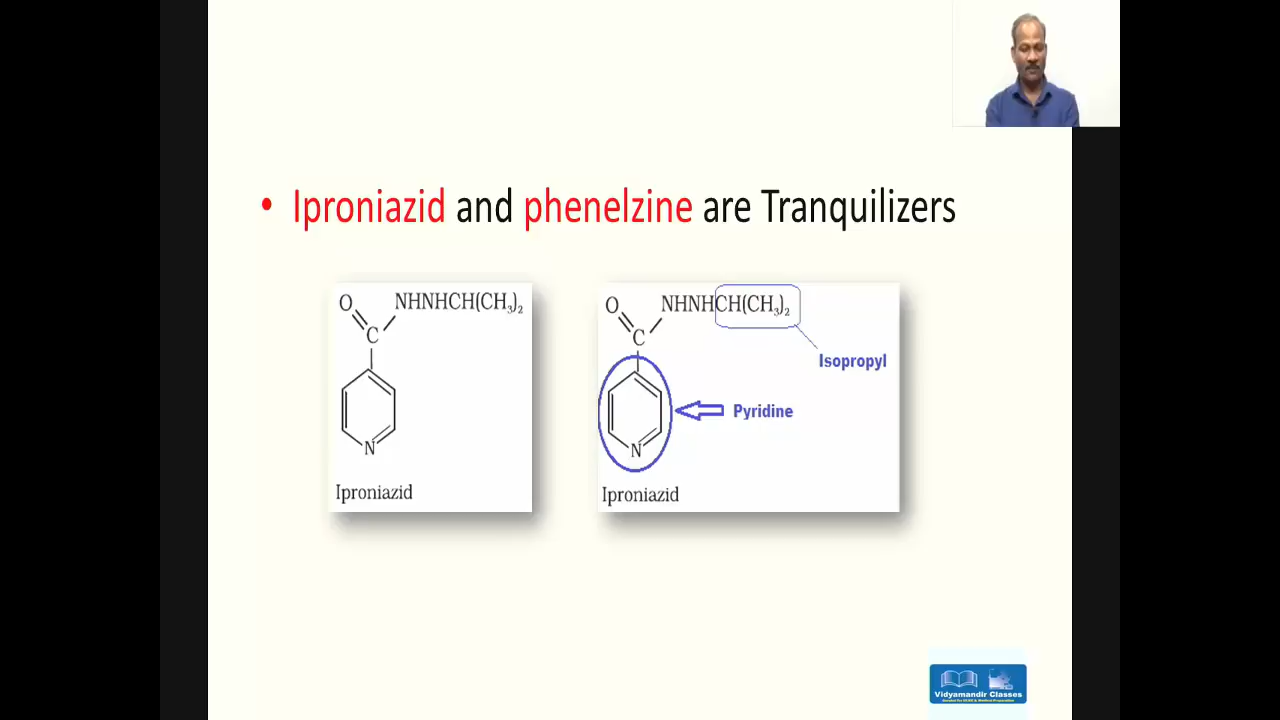 • Iproniazid and phenelzine are Tranquilizers
O NHNHCH(CH₃)₂
C
N
Iproniazid
O NHNHCH(CH₃)₂
C
Isopropyl
Pyridine
N
Iproniazid
Vidyamandir Classes